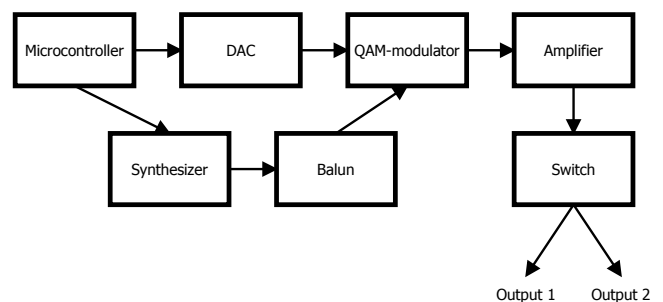 Microcontroller
DAC
QAM-modulator
Amplifier
Synthesizer
Balun
Switch
Output 1
Output 2